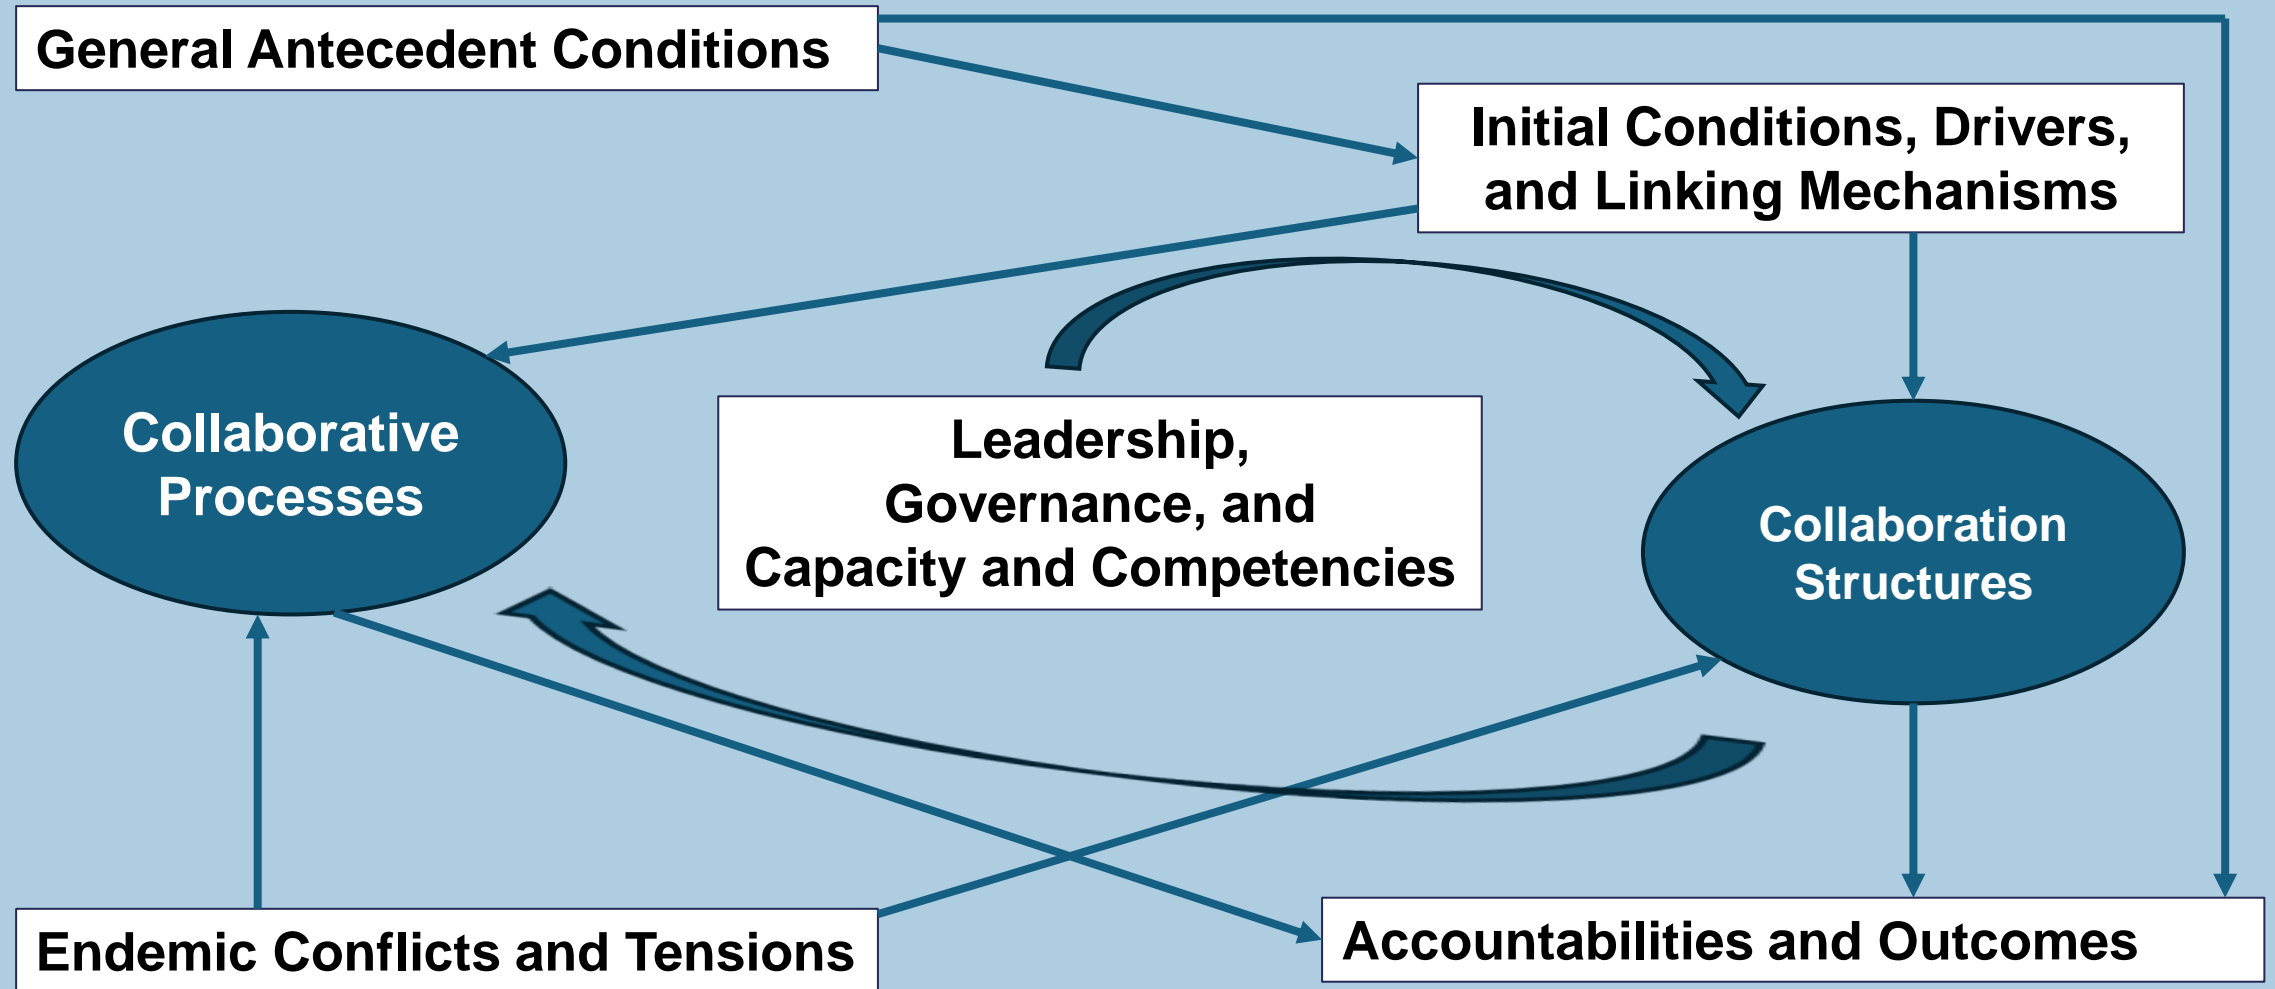 General Antecedent Conditions
Initial Conditions, Drivers,
and Linking Mechanisms
Collaborative
Processes
Leadership,
Governance, and
Capacity and Competencies
Collaboration
Structures
Endemic Conflicts and Tensions
Accountabilities and Outcomes